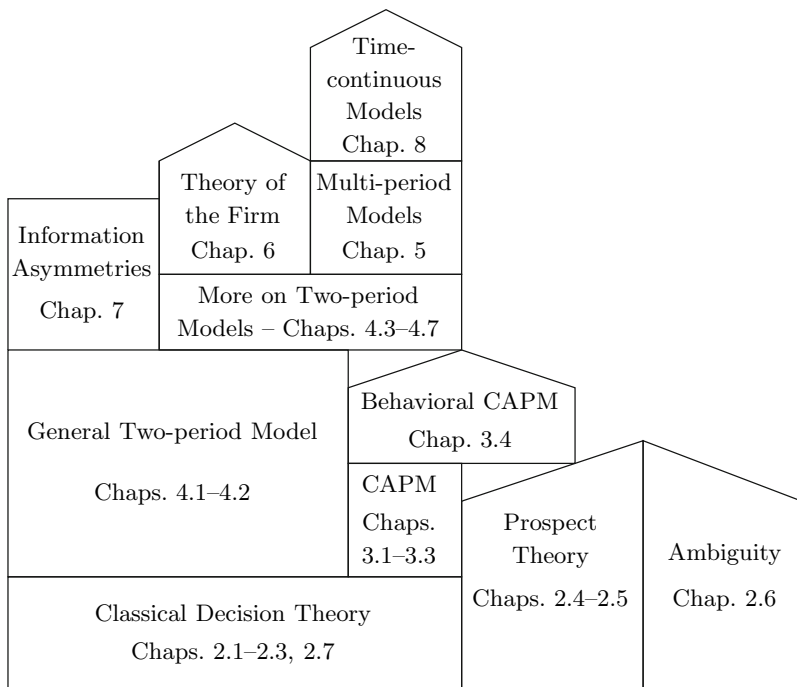 Time-
continuous
Models
Chap. 8
Theory of
the Firm
Chap. 6
Multi-period
Models
Chap. 5
Information
Asymmetries
Chap. 7
More on Two-period
Models – Chaps. 4.3–4.7
General Two-period Model
Chaps. 4.1–4.2
Behavioral CAPM
Chap. 3.4
CAPM
Chaps.
3.1–3.3
Prospect
Theory
Chaps. 2.4–2.5
Ambiguity
Chap. 2.6
Classical Decision Theory
Chaps. 2.1–2.3, 2.7